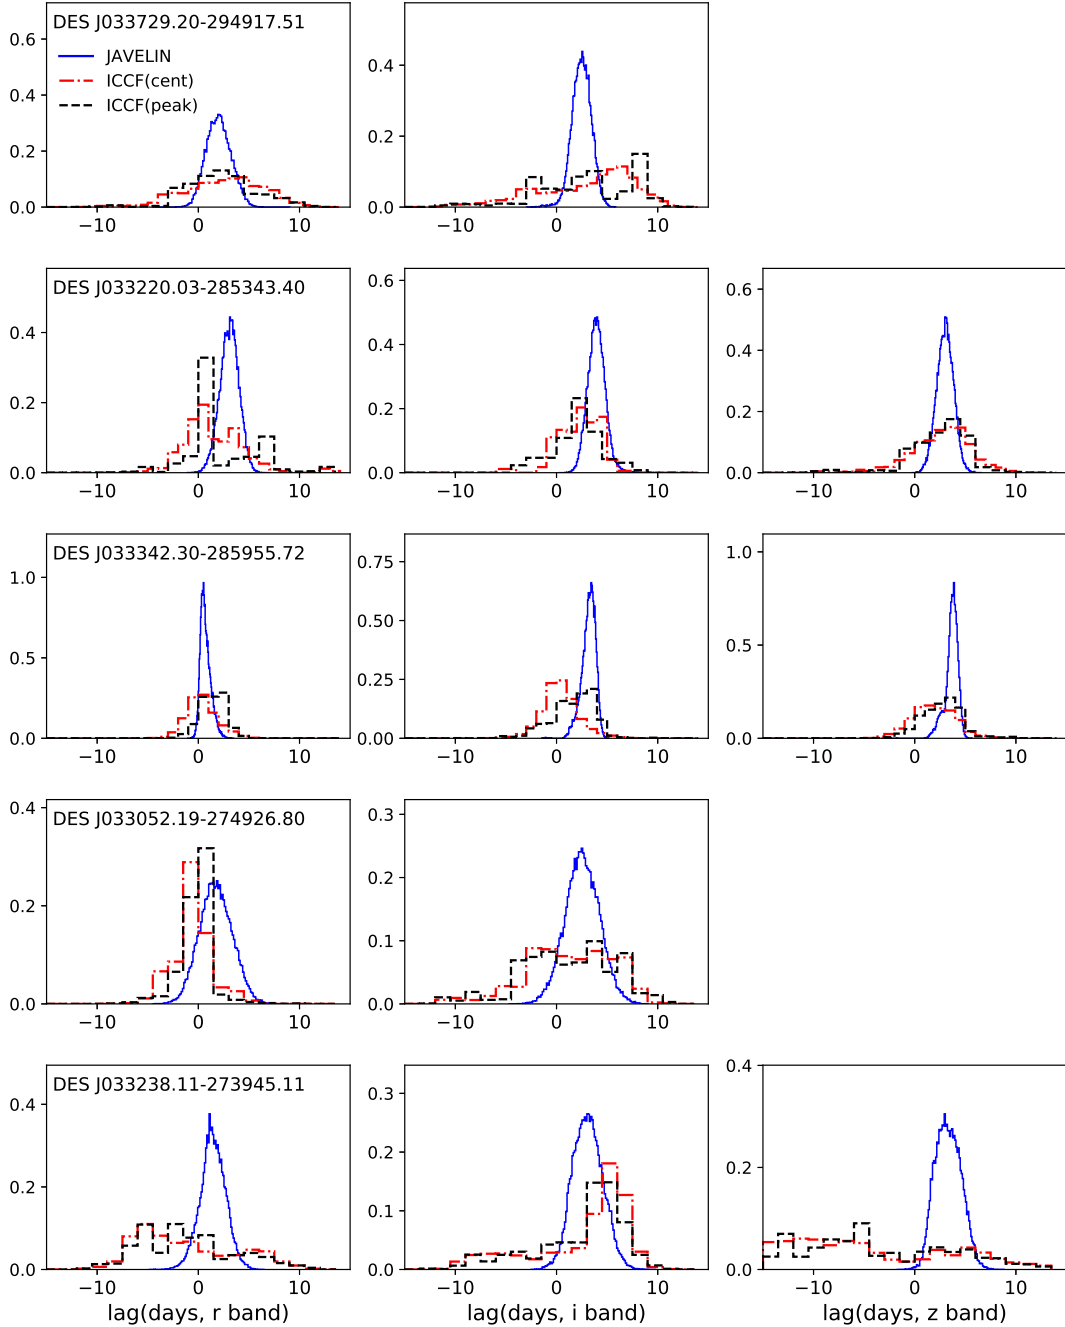 DES J033729.20-294917.51
JAVELIN
ICCF(cent)
ICCF(peak)
0.6
0.4
0.2
0.0
−10 0 10
0.4
0.2
0.0
−10 0 10
DES J033220.03-285343.40
0.4
0.2
0.0
−10 0 10
0.6
0.4
0.2
0.0
−10 0 10
0.6
0.4
0.2
0.0
−10 0 10
DES J033342.30-285955.72
1.0
0.5
0.0
−10 0 10
0.75
0.50
0.25
0.00
−10 0 10
1.0
0.5
0.0
−10 0 10
DES J033052.19-274926.80
0.4
0.2
0.0
−10 0 10
0.3
0.2
0.1
0.0
−10 0 10
DES J033238.11-273945.11
0.4
0.2
0.0
−10 0 10
lag(days, r band)
0.3
0.2
0.1
0.0
−10 0 10
lag(days, i band)
0.4
0.2
0.0
−10 0 10
lag(days, z band)